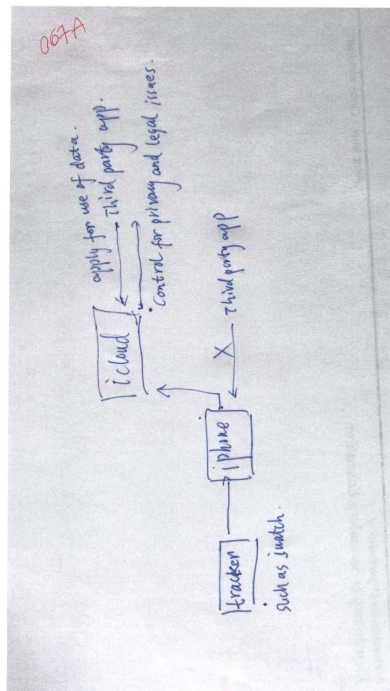 067A
apply for use of data.
Third party app.
icloud
Control for privacy and legal issues.
iphone
X
Third party app
tracker
such as iwatch.